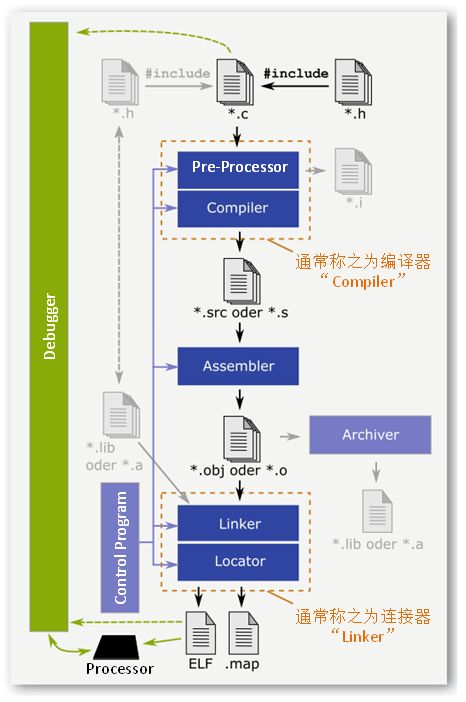 #include
#include
*.h
*.c
*.h
Pre-Processor
*.i
Compiler
通常称之为编译器
“Compiler”
*.src oder *.s
Debugger
Assembler
*.lib
oder *.a
Archiver
*.obj oder *.o
Control Program
Linker
*.lib oder *.a
Locator
通常称之为连接器
“Linker”
Processor
ELF
.map